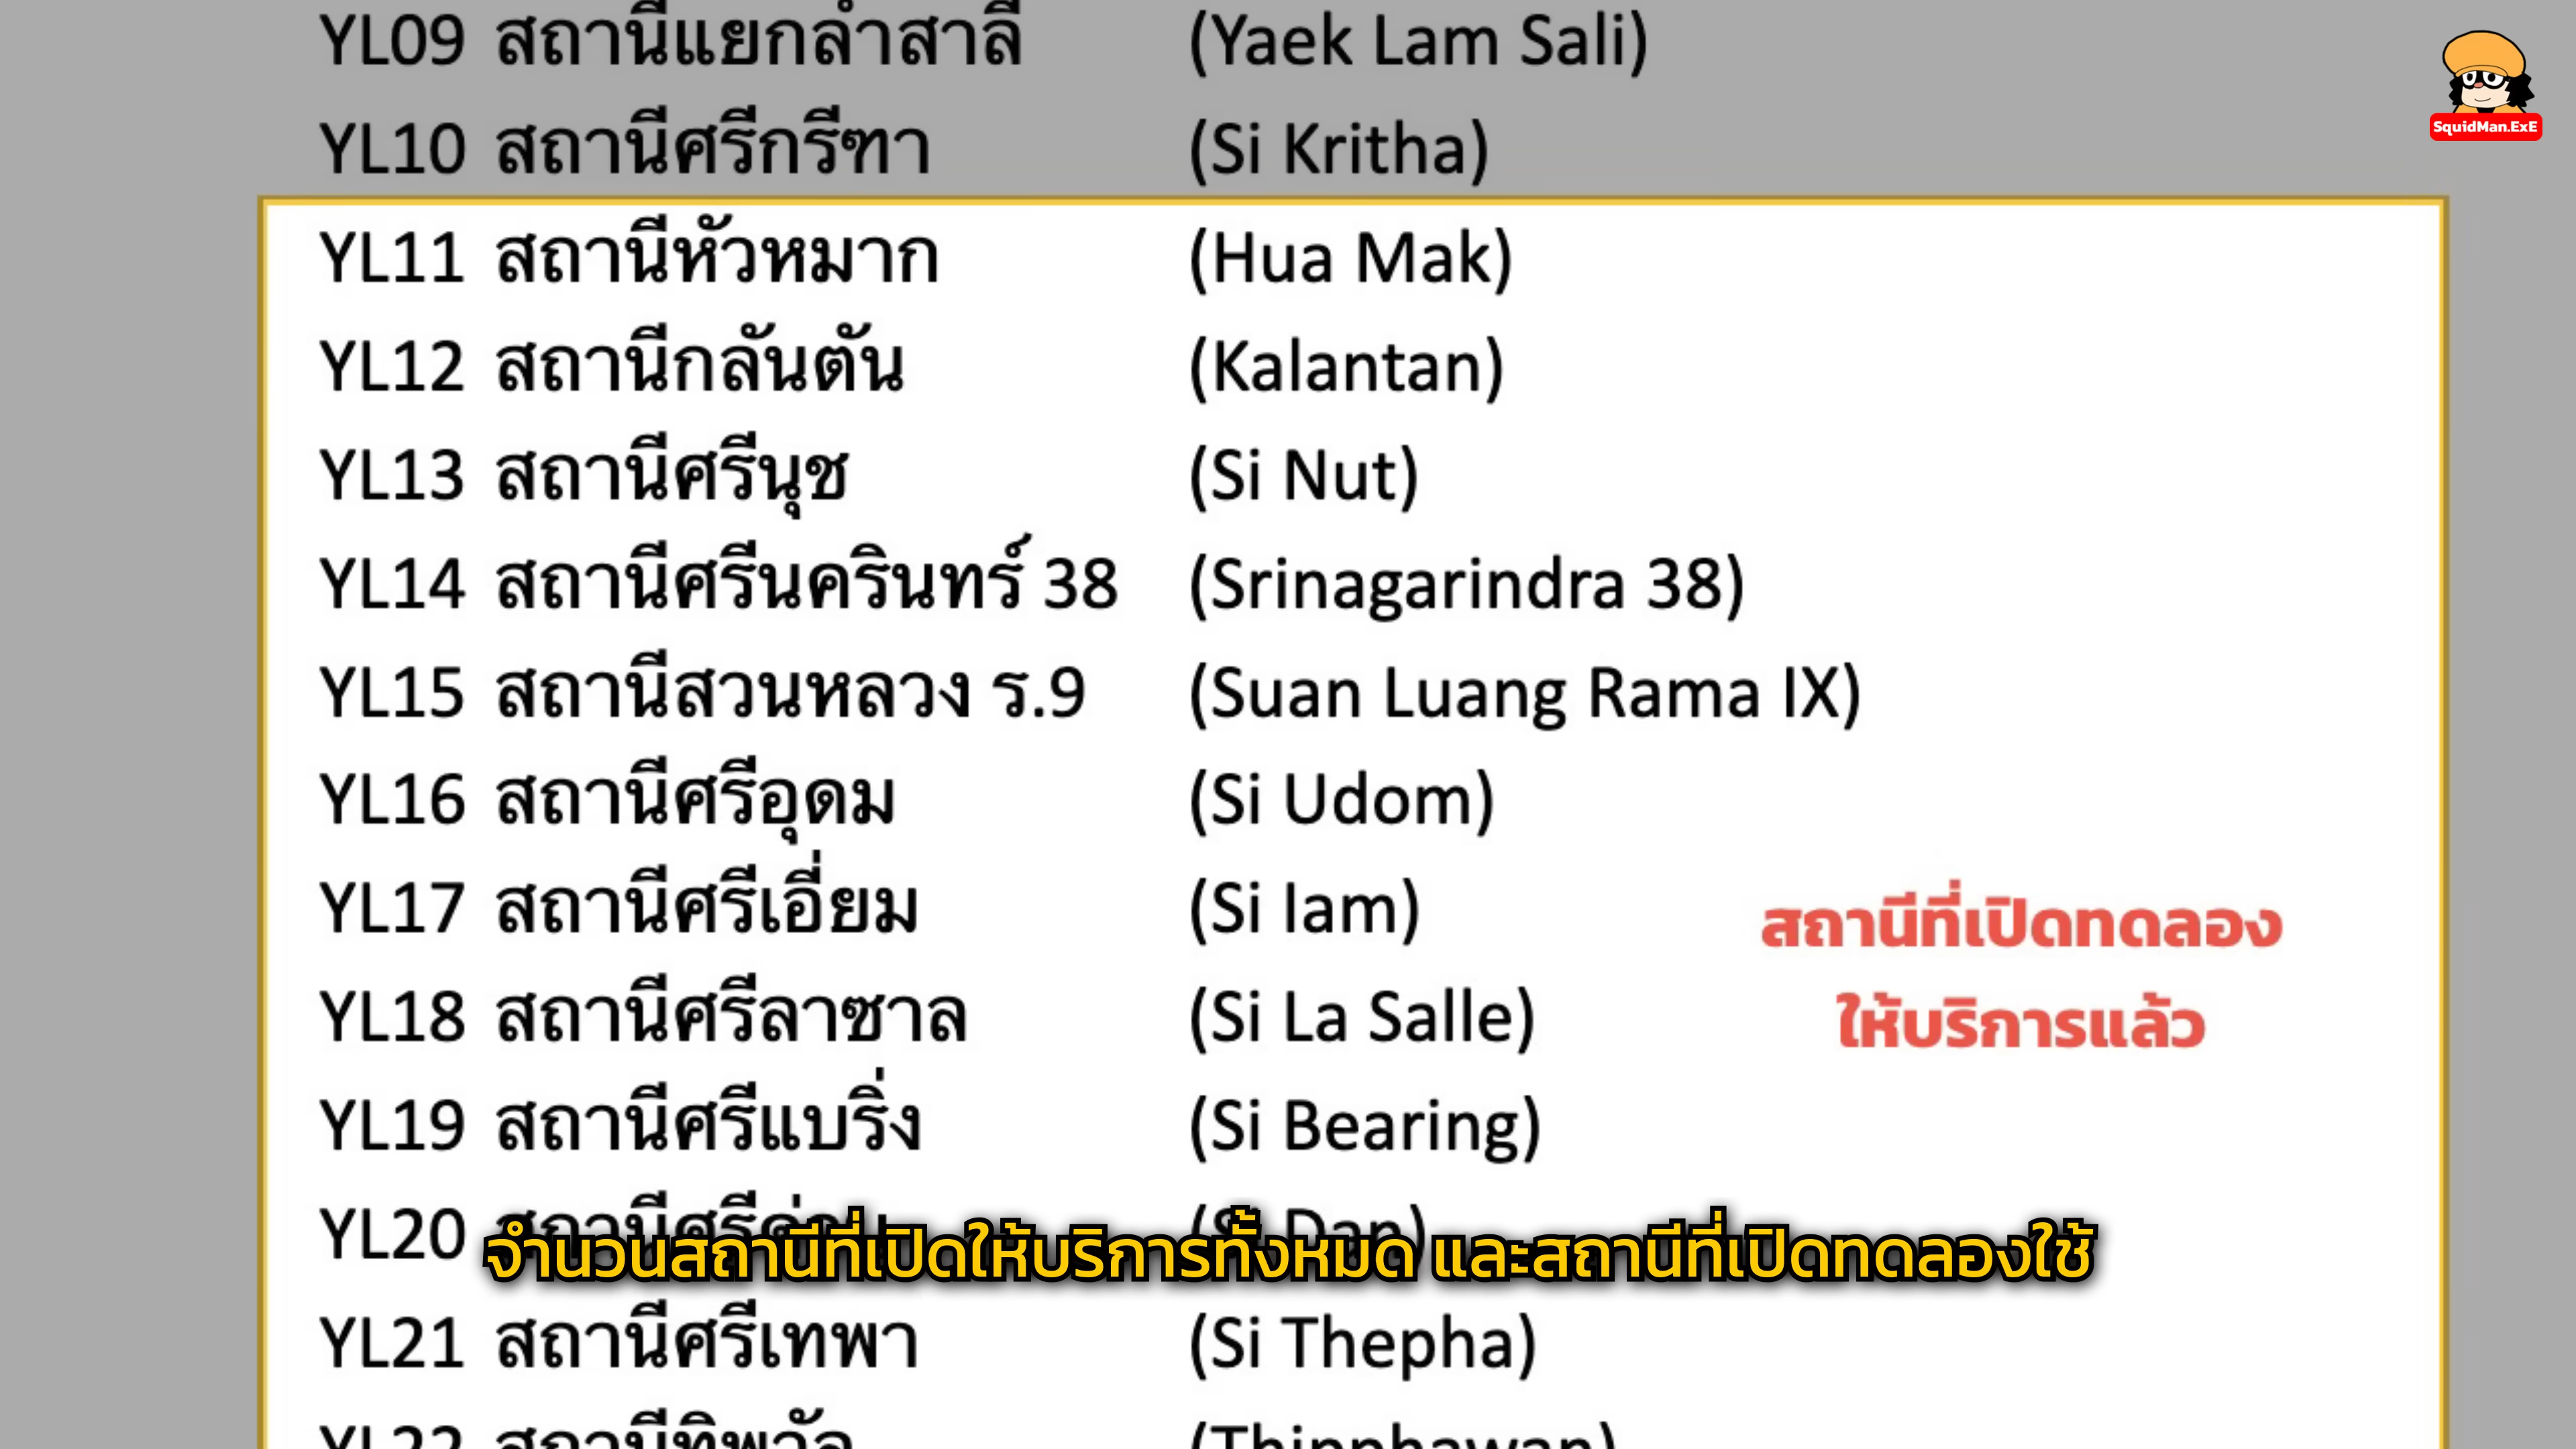 YL09 สถานีแยกลำสาลี (Yaek Lam Sali)
SquidMan.ExE
YL10 สถานีศรีกรีฑา (Si Kritha)
YL11 สถานีหัวหมาก (Hua Mak)
YL12 สถานีกลันตัน (Kalantan)
YL13 สถานีศรีนุช (Si Nut)
YL14 สถานีศรีนครินทร์ 38 (Srinagarindra 38)
YL15 สถานีสวนหลวง ร.9 (Suan Luang Rama IX)
YL16 สถานีศรีอุดม (Si Udom)
YL17 สถานีศรีเอี่ยม (Si Iam)
สถานีที่เปิดทดลอง
YL18 สถานีศรีลาซาล (Si La Salle)
ให้บริการแล้ว
YL19 สถานีศรีแบริ่ง (Si Bearing)
YL20 (Si Dan)
จำนวนสถานีที่เปิดให้บริการทั้งหมด และสถานีที่เปิดทดลองใช้
YL21 สถานีศรีเทพา (Si Thepha)
YL22 (Thipphawan)